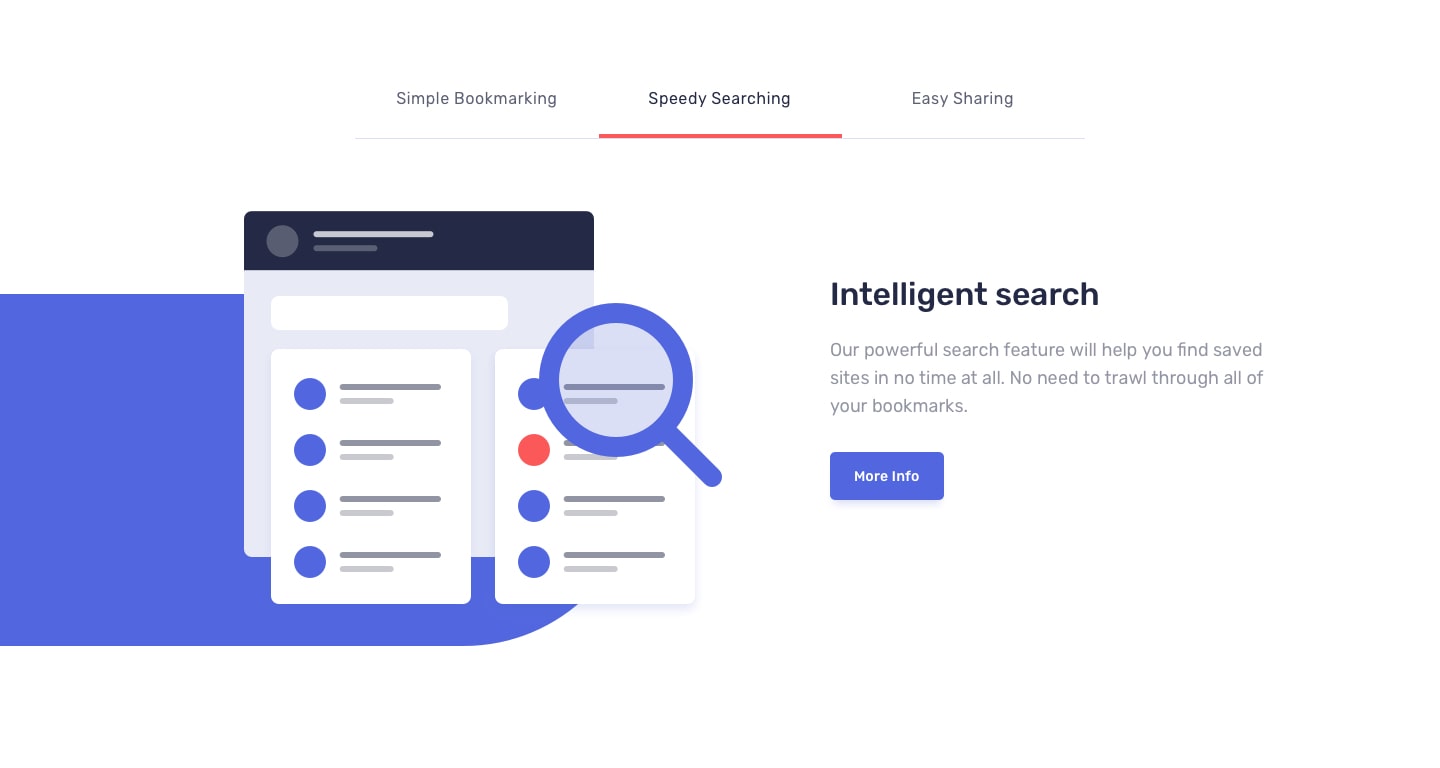 Simple Bookmarking
Speedy Searching
Easy Sharing
Intelligent search
Our powerful search feature will help you find saved
sites in no time at all. No need to trawl through all of
your bookmarks.
More Info